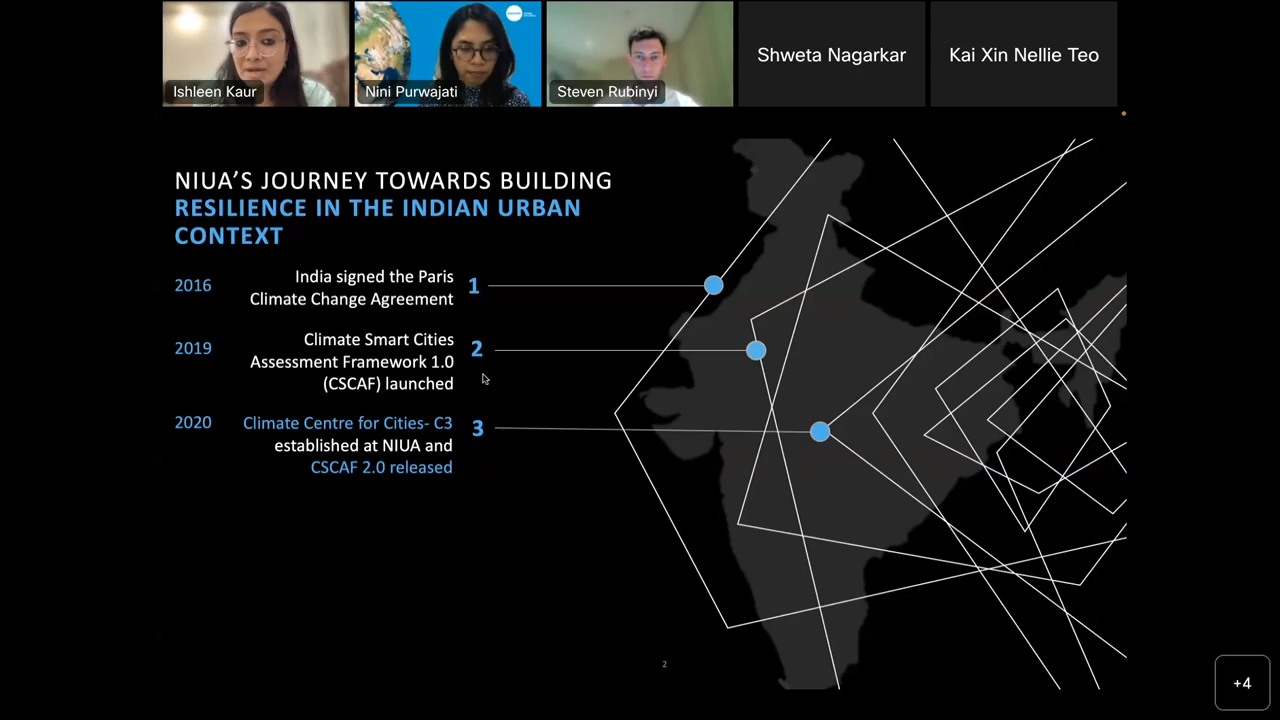 Ishleen Kaur
Nini Purwajati
Steven Rubinyi
Shweta Nagarkar
Kai Xin Nellie Teo
NIUA’S JOURNEY TOWARDS BUILDING
RESILIENCE IN THE INDIAN URBAN
CONTEXT
2016
India signed the Paris
Climate Change Agreement
1
2019
Climate Smart Cities
Assessment Framework 1.0
(CSCAF) launched
2
2020
Climate Centre for Cities- C3
established at NIUA and
CSCAF 2.0 released
3
2
+4